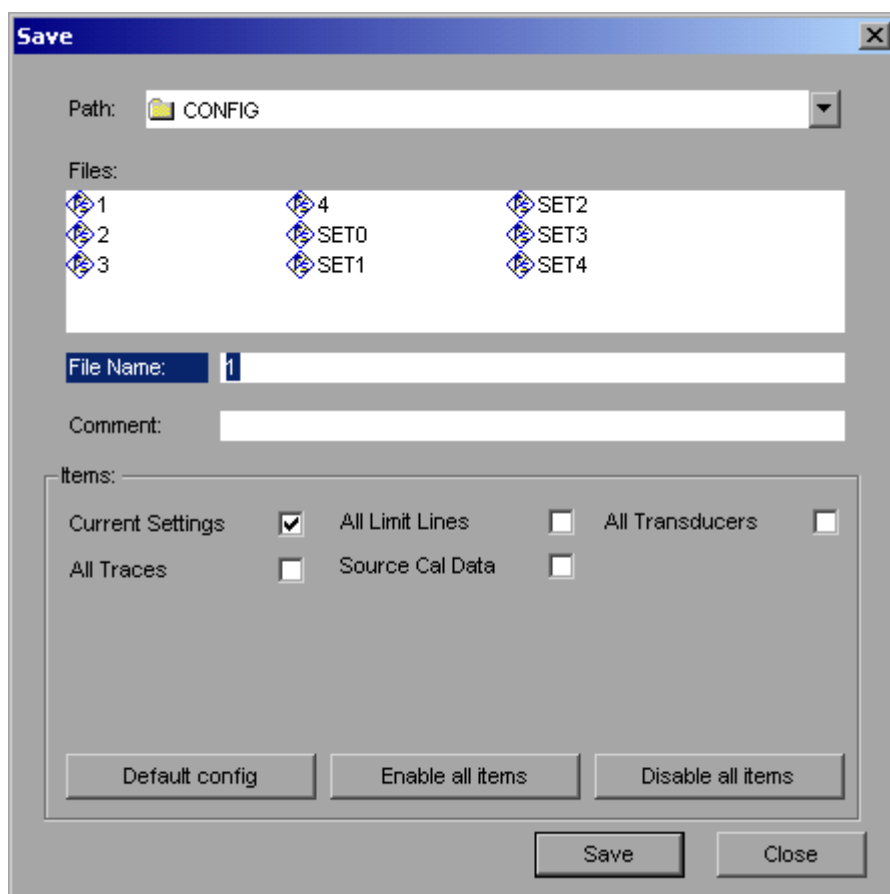 Save
Path: CONFIG
Files:
1 4 SET2
2 SET0 SET3
3 SET1 SET4
File Name: 1
Comment:
Items:
Current Settings All Limit Lines All Transducers
All Traces Source Cal Data
Default config Enable all items Disable all items
Save Close